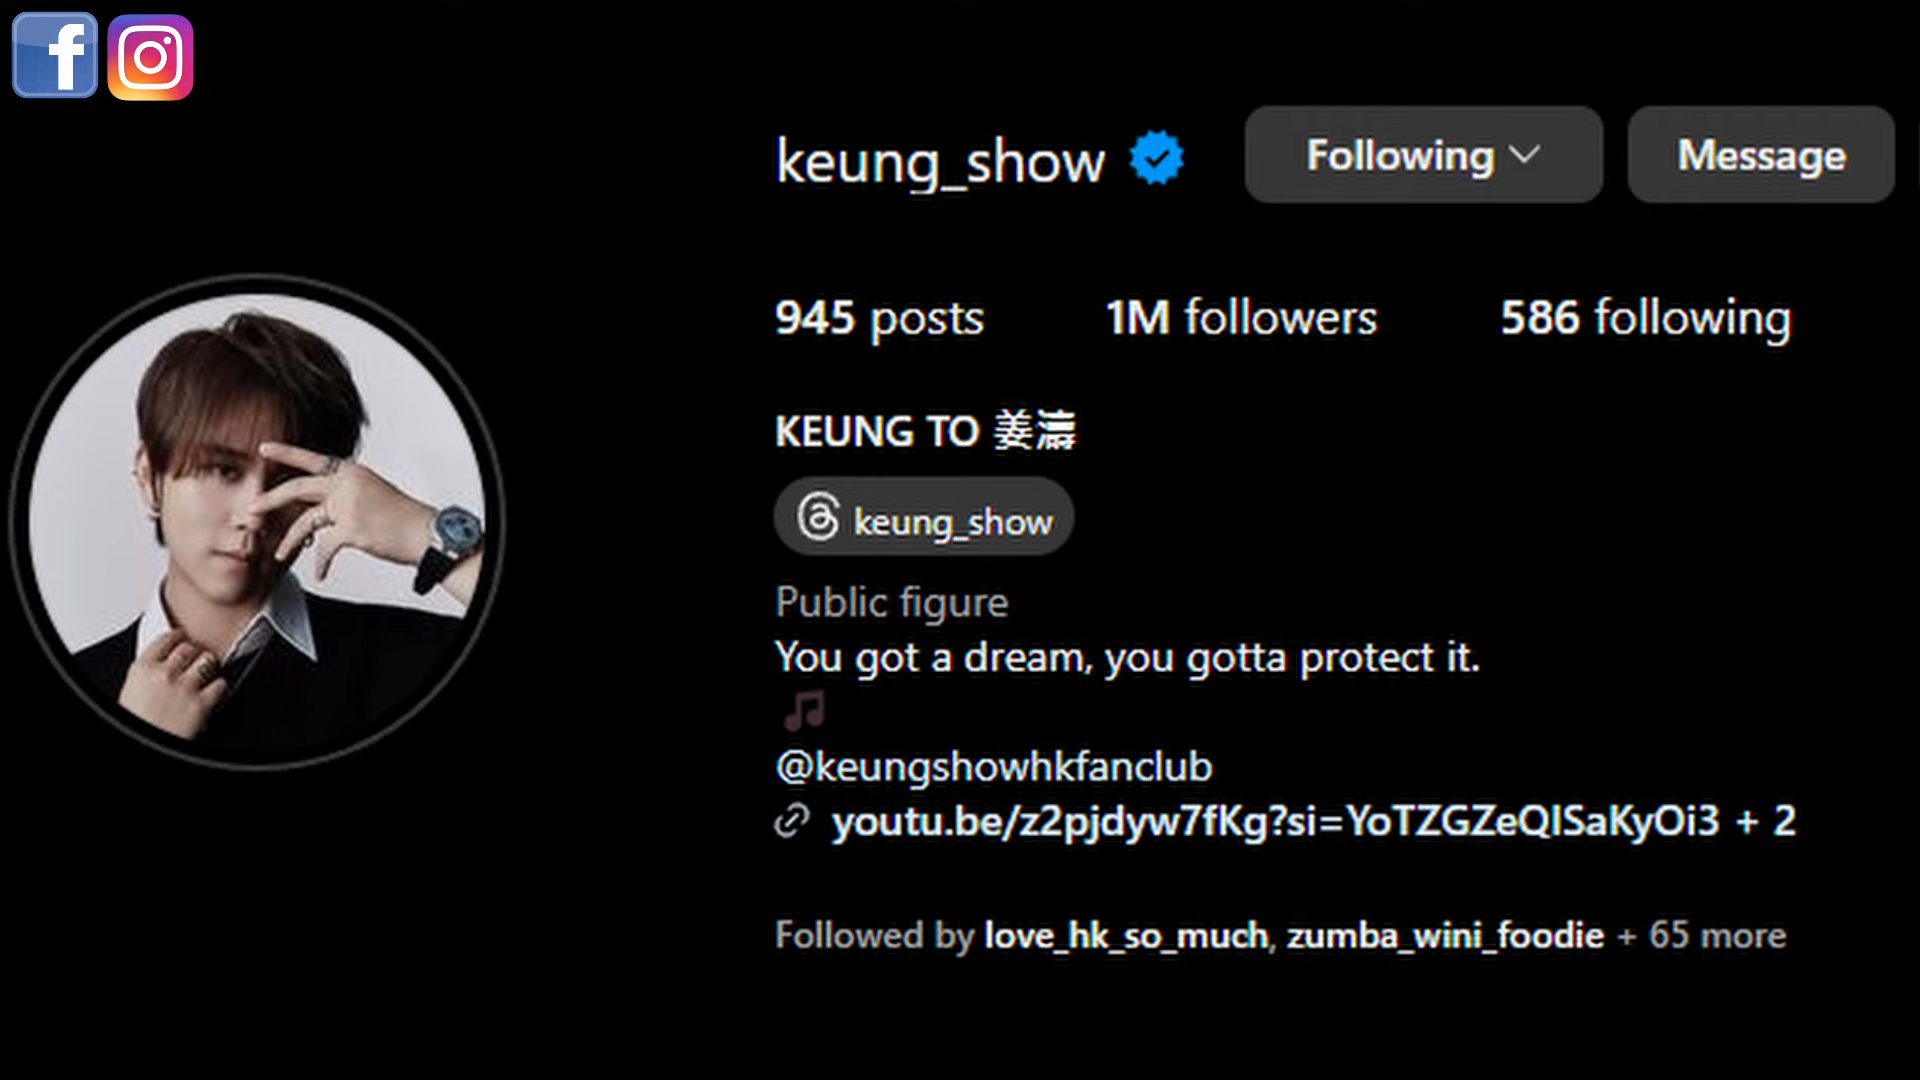 keung_show
Following
Message
945 posts
1M followers
586 following
KEUNG TO 姜濤
keung_show
Public figure
You got a dream, you gotta protect it.
@keungshowhkfanclub
youtu.be/z2pjdyw7fKg?si=YoTZGZeQISaKyOi3 + 2
Followed by love_hk_so_much, zumba_wini_foodie + 65 more